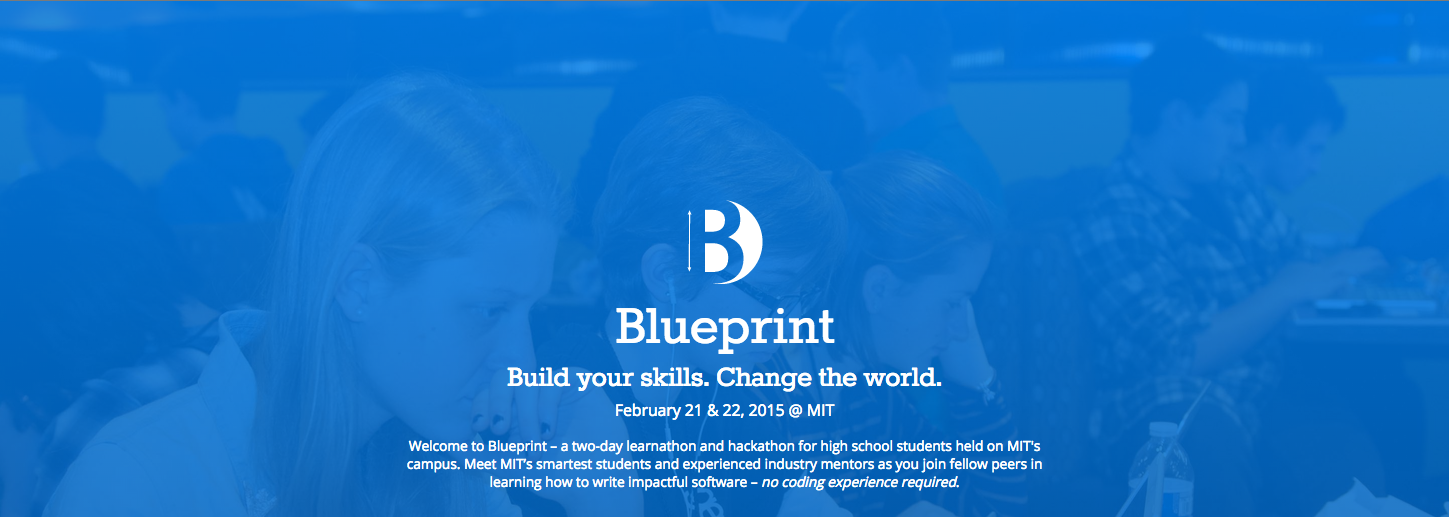 B
Blueprint
Build your skills. Change the world.
February 21 & 22, 2015 @ MIT
Welcome to Blueprint – a two-day learnathon and hackathon for high school students held on MIT's
campus. Meet MIT’s smartest students and experienced industry mentors as you join fellow peers in
learning how to write impactful software – no coding experience required.